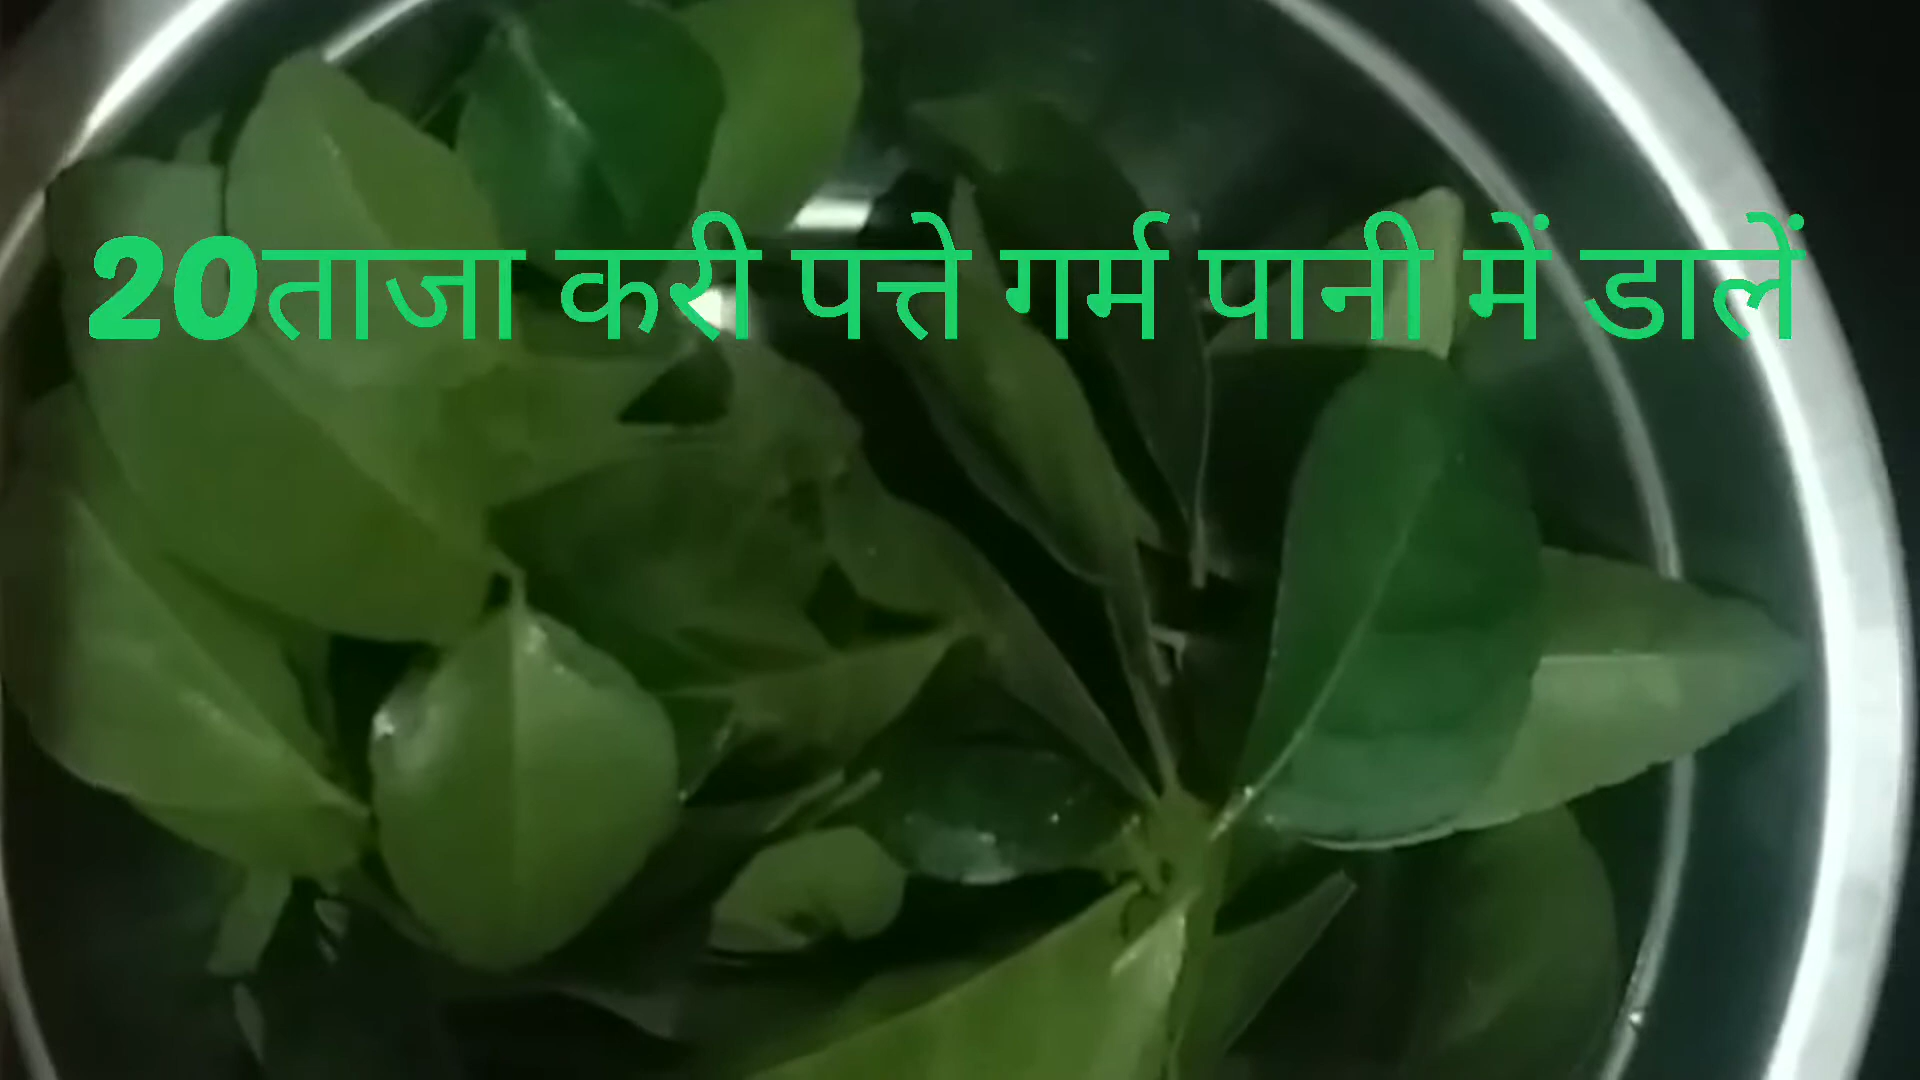 20ताजा करी पत्ते गर्म पानी में डालें